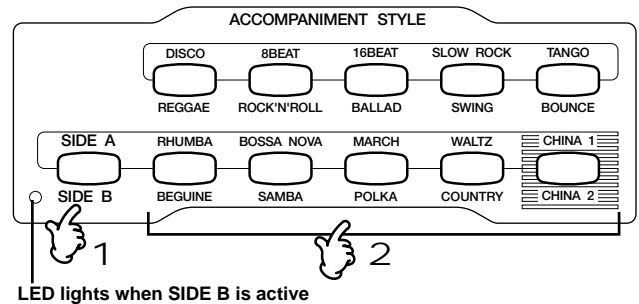 ACCOMPANIMENT STYLE
DISCO 8BEAT 16BEAT SLOW ROCK TANGO
REGGAE ROCK'N'ROLL BALLAD SWING BOUNCE
SIDE A RHUMBA BOSSA NOVA MARCH WALTZ CHINA 1
SIDE B BEGUINE SAMBA POLKA COUNTRY CHINA 2
1 2
LED lights when SIDE B is active